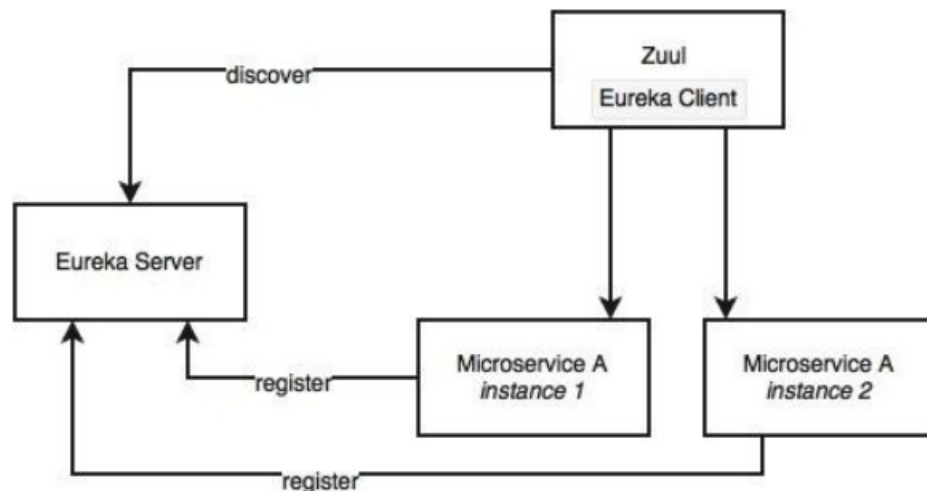 Zuul
Eureka Client
discover
Eureka Server
Microservice A
instance 1
Microservice A
instance 2
register
register